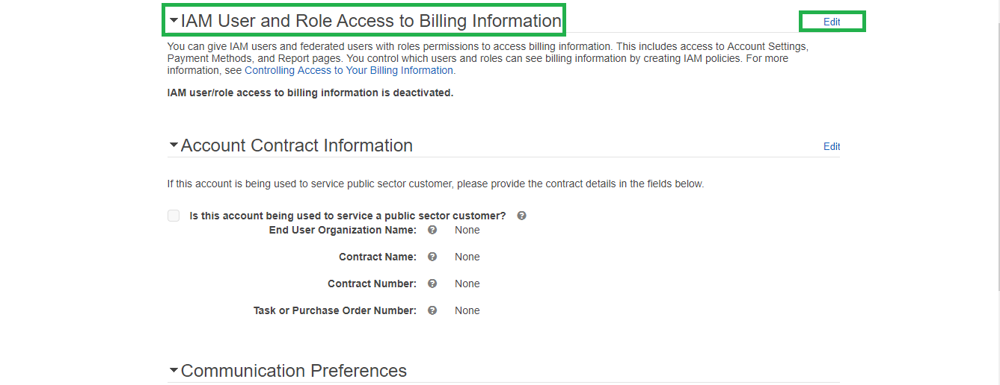 IAM User and Role Access to Billing Information
Edit
You can give IAM users and federated users with roles permissions to access billing information. This includes access to Account Settings,
Payment Methods, and Report pages. You control which users and roles can see billing information by creating IAM policies. For more
information, see Controlling Access to Your Billing Information.
IAM user/role access to billing information is deactivated.
Account Contract Information
Edit
If this account is being used to service public sector customer, please provide the contract details in the fields below.
Is this account being used to service a public sector customer? ?
End User Organization Name: ? None
Contract Name: ? None
Contract Number: ? None
Task or Purchase Order Number: ? None
Communication Preferences